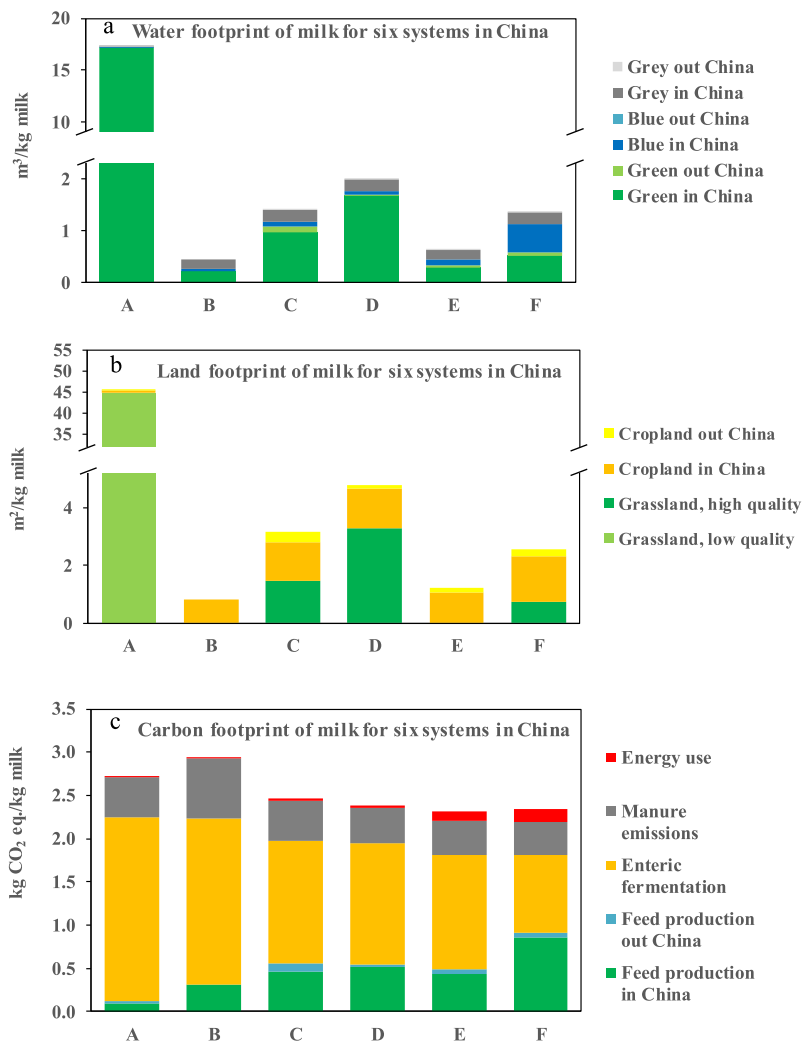 a
Water footprint of milk for six systems in China
m³/kg milk
20
15
10
2
1
0
A B C D E F
Grey out China
Grey in China
Blue out China
Blue in China
Green out China
Green in China
b
Land footprint of milk for six systems in China
m²/kg milk
55
50
45
40
35
4
2
0
A B C D E F
Cropland out China
Cropland in China
Grassland, high quality
Grassland, low quality
c
Carbon footprint of milk for six systems in China
kg CO₂ eq./kg milk
3.5
3.0
2.5
2.0
1.5
1.0
0.5
0.0
A B C D E F
Energy use
Manure
emissions
Enteric
fermentation
Feed production
out China
Feed production
in China